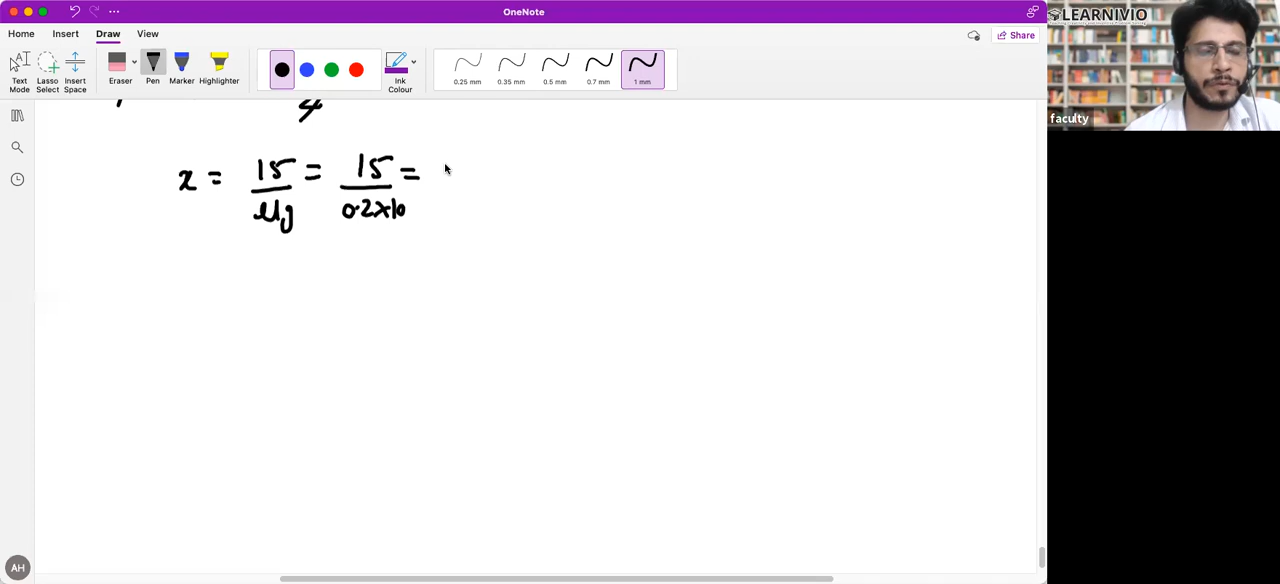 OneNote
LEARNIVIO
Home Insert Draw View
Share
Text Mode
Lasso Select
Insert Space
Eraser
Pen
Marker
Highlighter
Ink Colour
0.25 mm
0.35 mm
0.5 mm
0.7 mm
1 mm
faculty
x = 15/μg = 15/0.2×10 =
AH